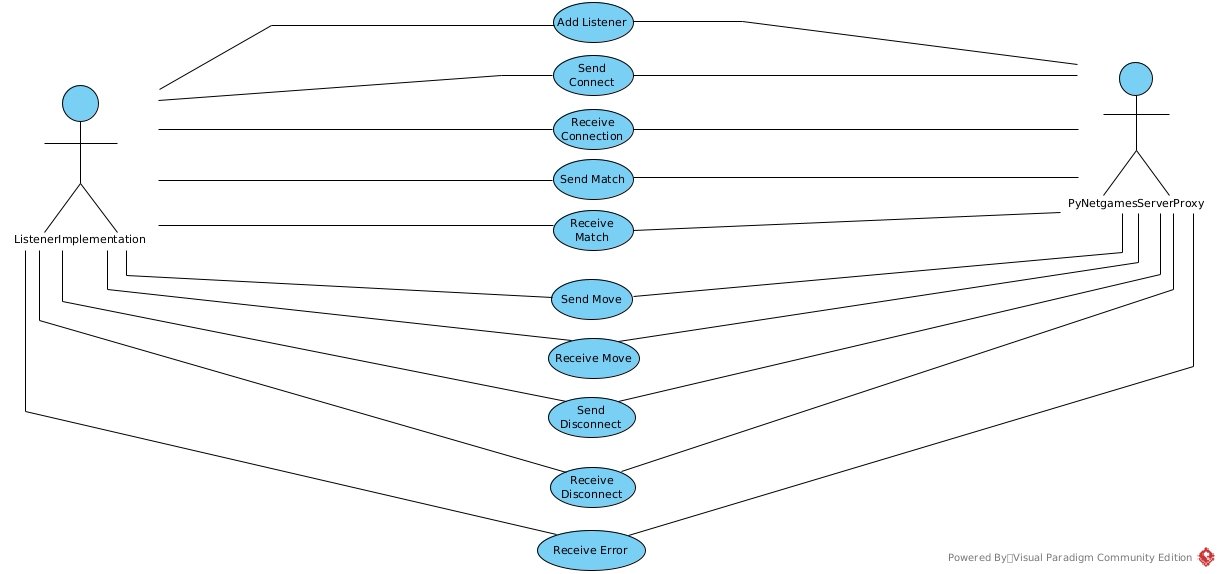 Add Listener
Send
Connect
Receive
Connection
Send Match
PyNetgamesServerProxy
Receive
Match
ListenerImplementation
Send Move
Receive Move
Send
Disconnect
Receive
Disconnect
Receive Error
Powered By Visual Paradigm Community Edition